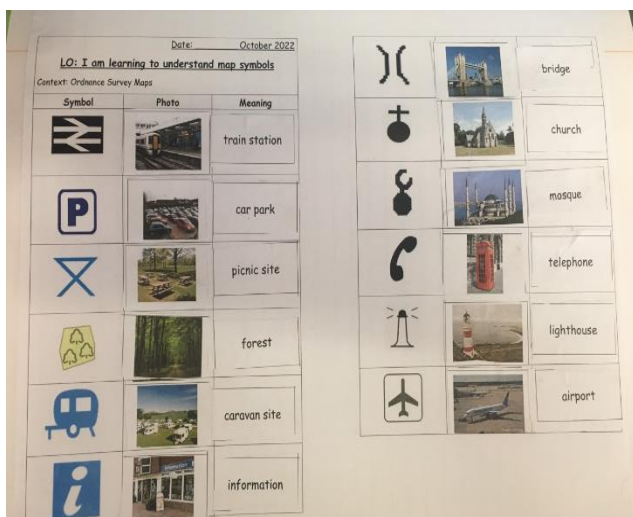 Date: October 2022
LO: I am learning to understand map symbols
Context: Ordnance Survey Maps
Symbol Photo Meaning
train station
P car park
picnic site
forest
caravan site
i information
bridge
church
mosque
telephone
lighthouse
airport